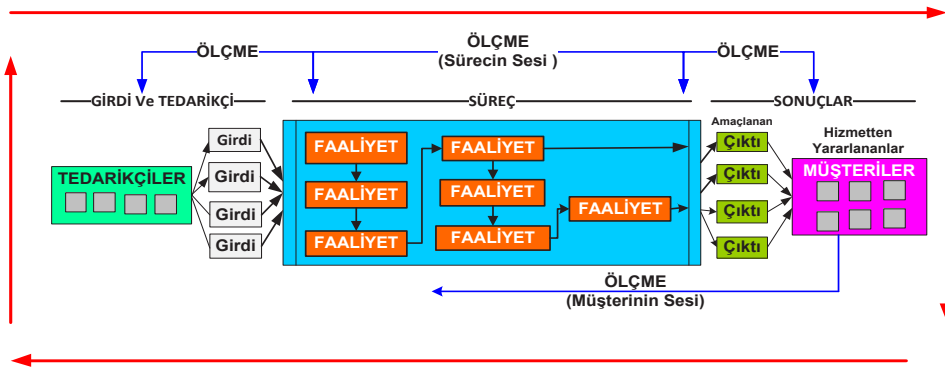 ÖLÇME
ÖLÇME
(Sürecin Sesi )
ÖLÇME
GİRDİ Ve TEDARİKÇİ
SÜREÇ
SONUÇLAR
TEDARİKÇİLER
Girdi
Girdi
Girdi
Girdi
FAALİYET
FAALİYET
FAALİYET
FAALİYET
FAALİYET
FAALİYET
FAALİYET
Amaçlanan
Çıktı
Çıktı
Çıktı
Çıktı
Hizmetten
Yararlananlar
MÜŞTERİLER
ÖLÇME
(Müşterinin Sesi)